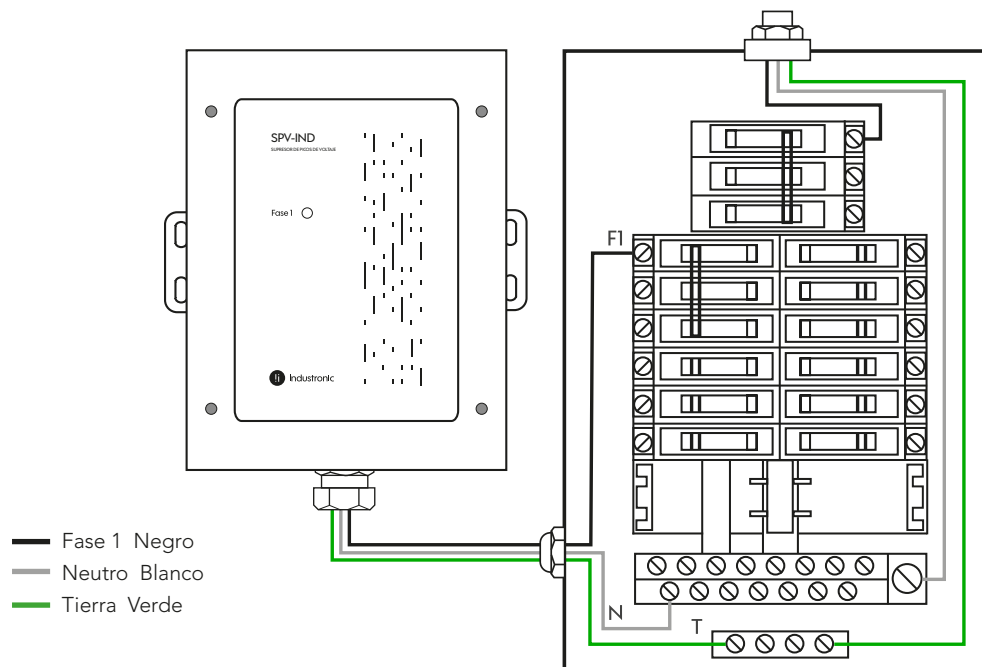 SPV-IND
SUPRESOR DE PICOS DE VOLTAJE
Fase 1
Industronic
F1
N
T
Fase 1 Negro
Neutro Blanco
Tierra Verde